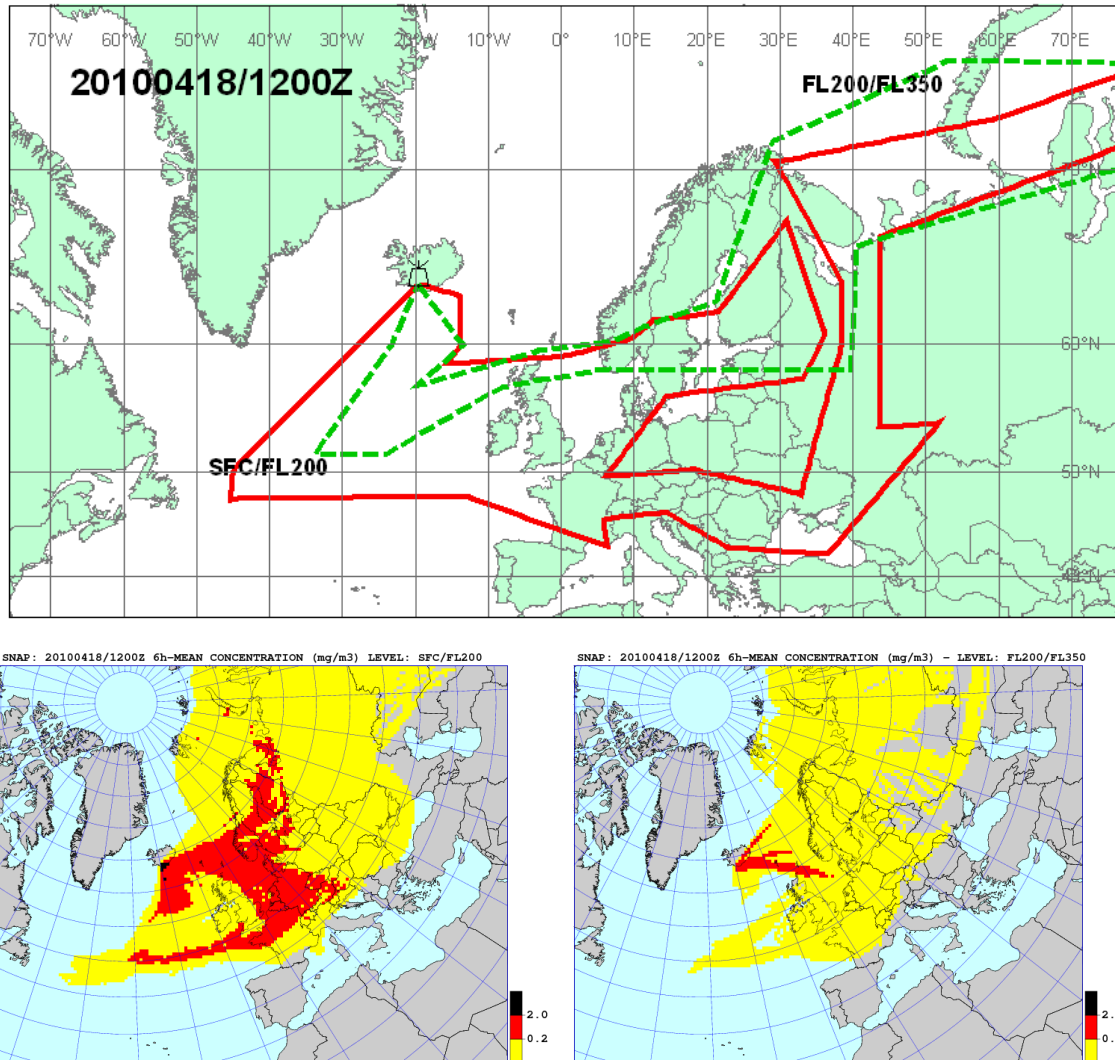 70°W 60°W 50°W 40°W 30°W 20°W 10°W 0° 10°E 20°E 30°E 40°E 50°E 60°E 70°E
20100418/1200Z
FL200/FL350
60°N
SFC/FL200
50°N
SNAP: 20100418/1200Z 6h-MEAN CONCENTRATION (mg/m3) LEVEL: SFC/FL200
SNAP: 20100418/1200Z 6h-MEAN CONCENTRATION (mg/m3) - LEVEL: FL200/FL350
2.0
0.2
2.
0.